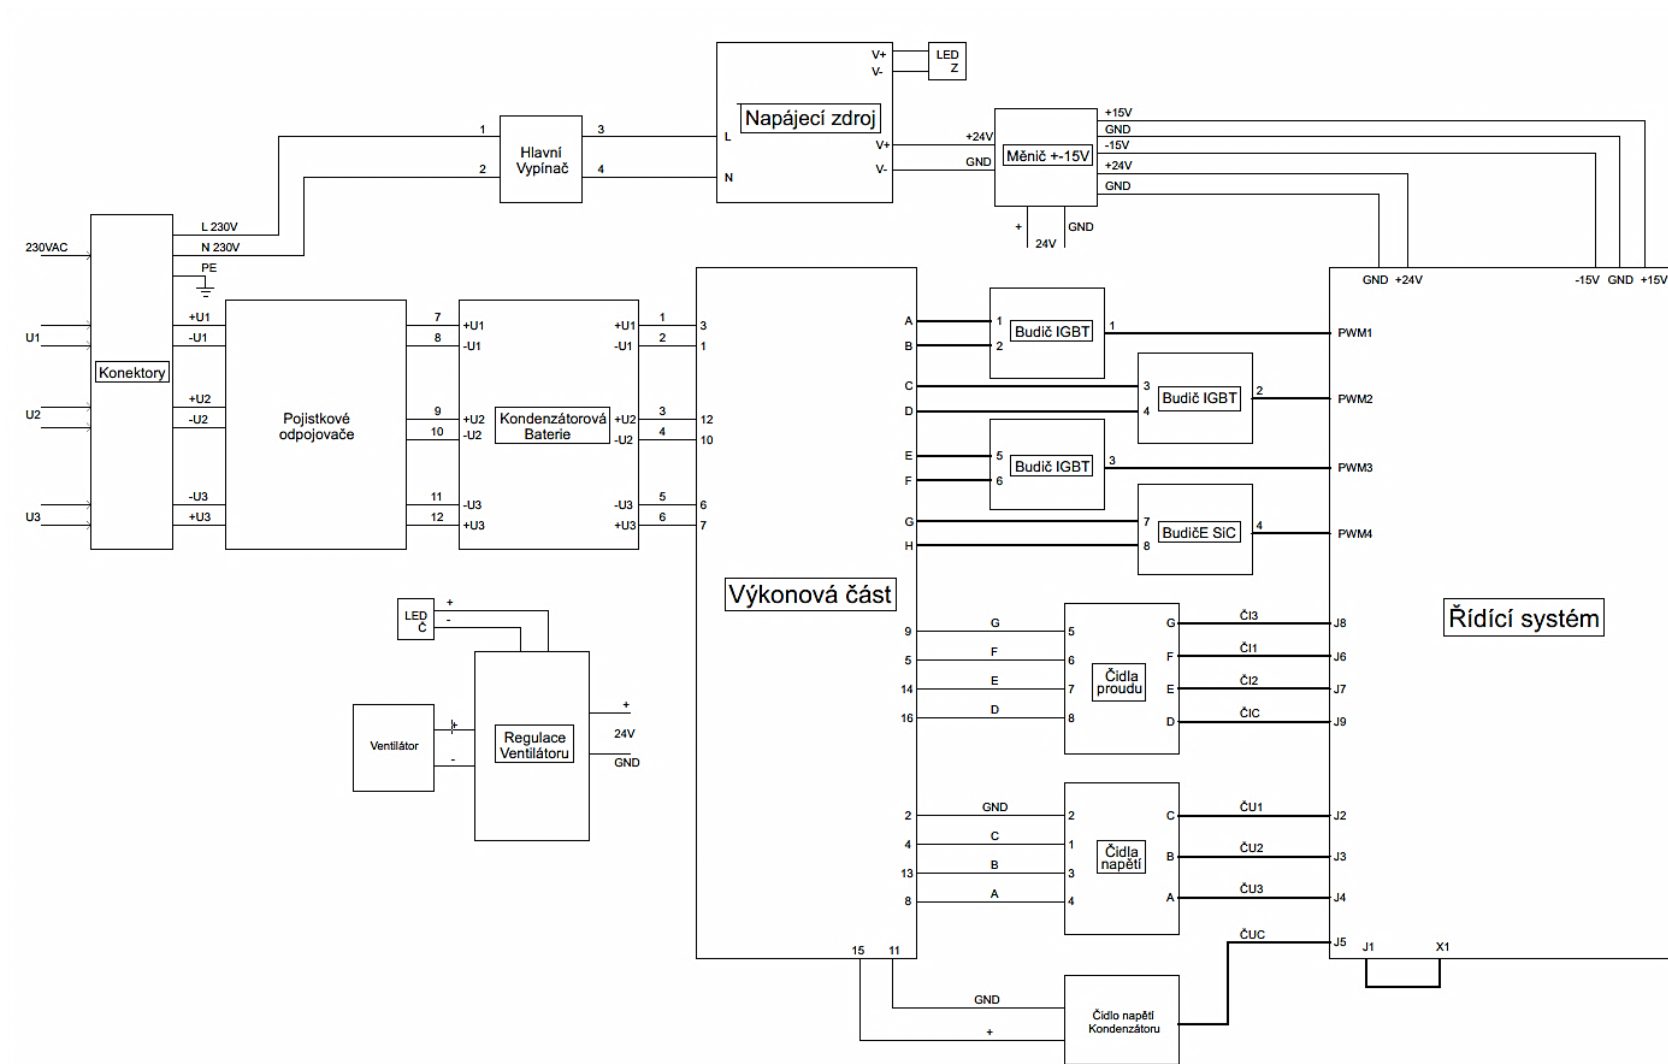 V+
V-
LED
Z
Napájecí zdroj
L
N
V+
V-
1
2
Hlavní
Vypínač
3
4
+24V
GND
Měnič +-15V
+15V
GND
-15V
+24V
GND
+
24V
GND
230VAC
L 230V
N 230V
PE
U1
U2
U3
Konektory
+U1
-U1
+U2
-U2
-U3
+U3
Pojistkové
odpojovače
7
8
9
10
11
12
+U1
-U1
+U2
-U2
-U3
+U3
Kondenzátorová
Baterie
+U1
-U1
+U2
-U2
-U3
+U3
1
2
3
4
5
6
3
1
12
10
6
7
Výkonová část
A
B
C
D
E
F
G
H
9
5
14
16
2
4
13
8
15
11
1
2
Budič IGBT
1
3
4
Budič IGBT
2
5
6
Budič IGBT
3
7
8
BudičE SiC
4
GND +24V
-15V GND +15V
PWM1
PWM2
PWM3
PWM4
Řídící systém
LED
Č
+
-
Ventilátor
+
-
Regulace
Ventilátoru
+
24V
GND
G
F
E
D
5
6
7
8
Čidla
proudu
G
F
E
D
ČI3
ČI1
ČI2
ČIC
J8
J6
J7
J9
GND
C
B
A
2
1
3
4
Čidla
napětí
C
B
A
ČU1
ČU2
ČU3
ČUC
J2
J3
J4
J5
J1
X1
GND
+
Čidlo napětí
Kondenzátoru